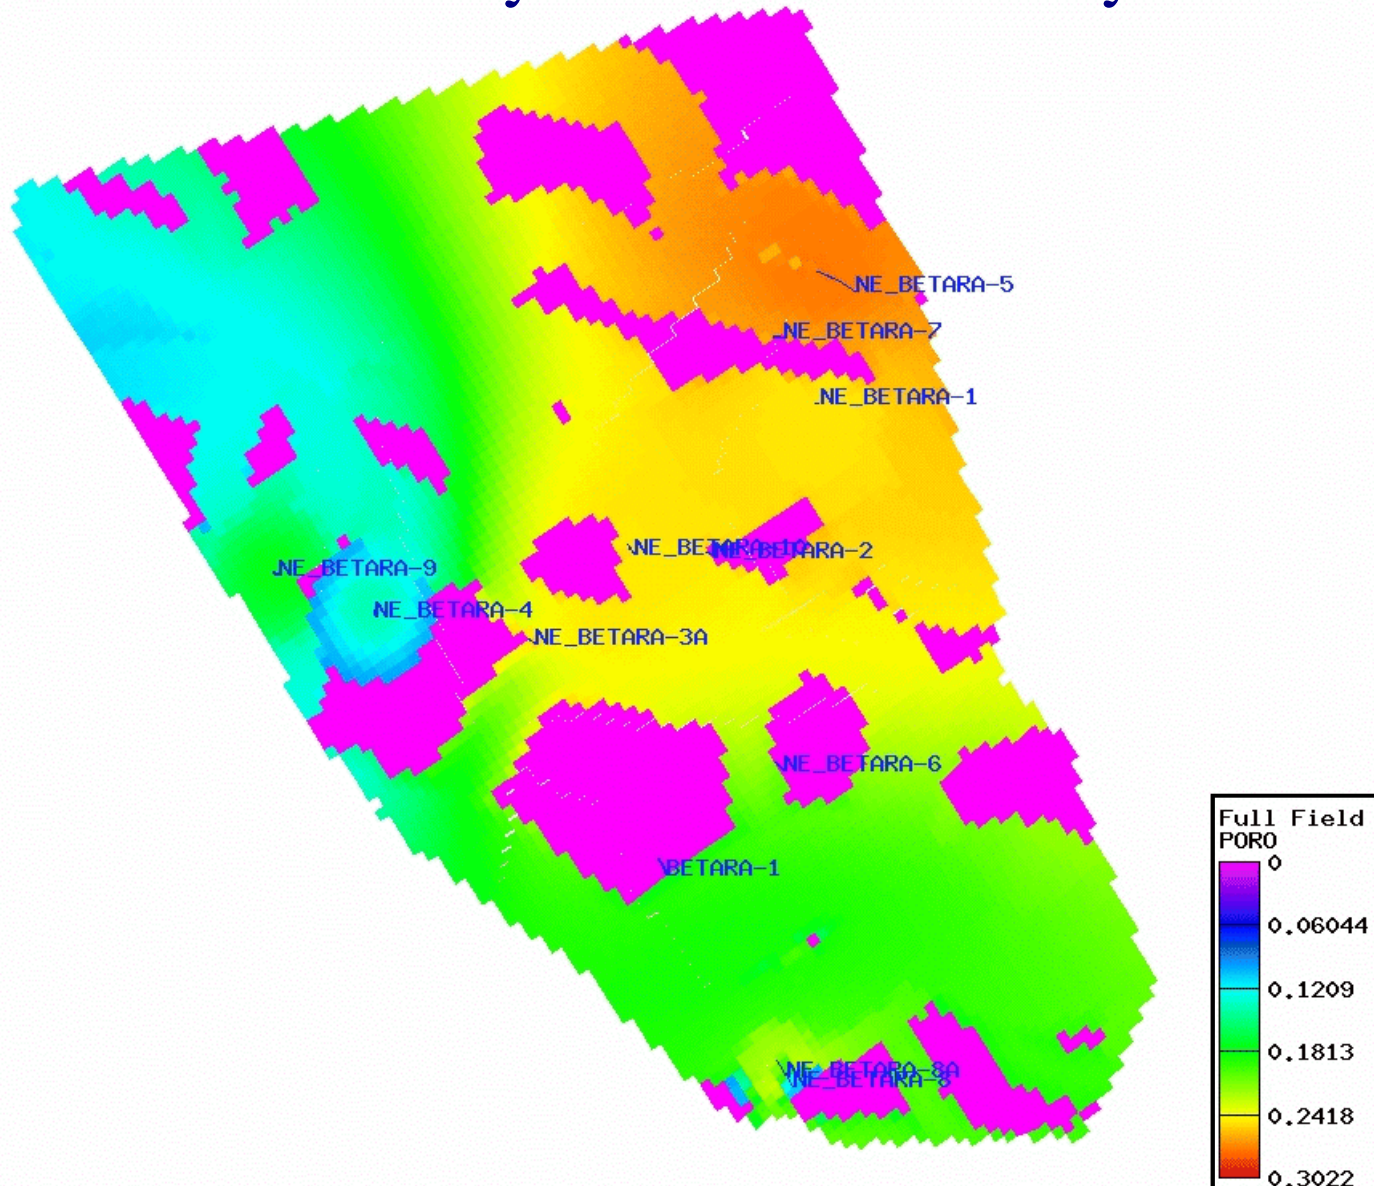 NE_BETARA-5
NE_BETARA-7
NE_BETARA-1
NE_BETARA-2
NE_BETARA-9
NE_BETARA-4
NE_BETARA-3A
NE_BETARA-6
BETARA-1
NE_BETARA-8A
NE_BETARA-8
Full Field
PORO
0
0.06044
0.1209
0.1813
0.2418
0.3022